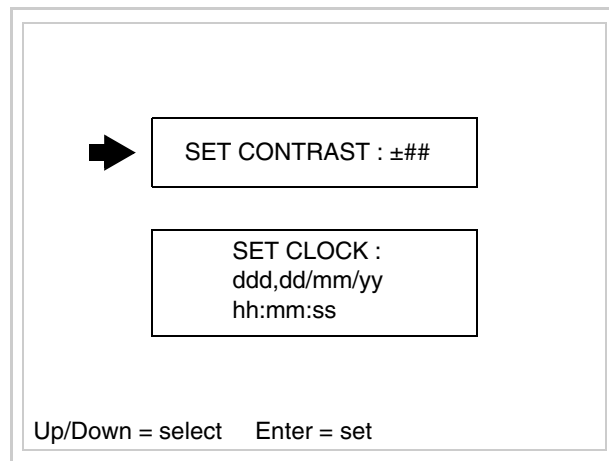 SET CONTRAST : ±##
SET CLOCK :
ddd,dd/mm/yy
hh:mm:ss
Up/Down = select Enter = set